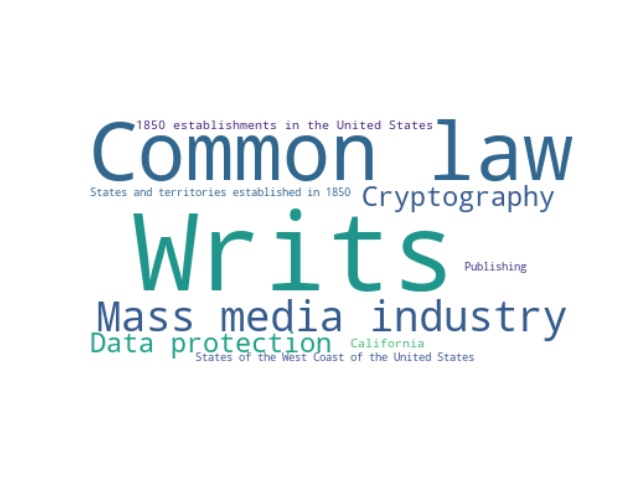 1850 establishments in the United States
Common law
States and territories established in 1850
Cryptography
Writs
Publishing
Mass media industry
Data protection
California
States of the West Coast of the United States